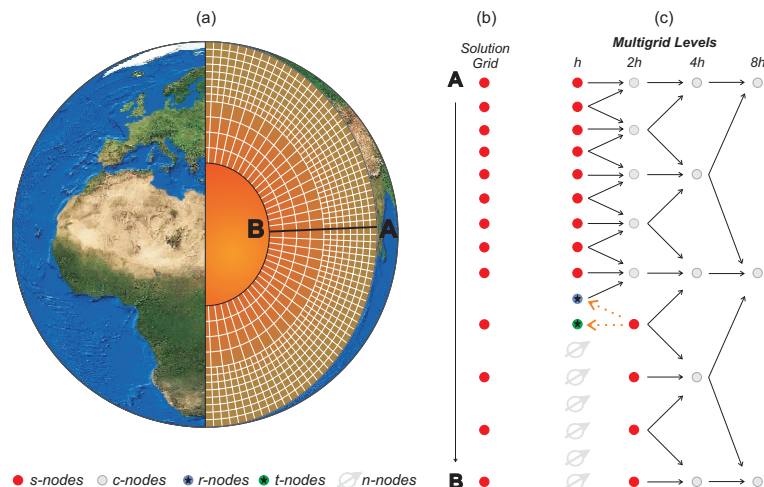 (a)
(b)
(c)
Solution
Grid
Multigrid Levels
h
2h
4h
8h
A
B
A
B
s-nodes
c-nodes
r-nodes
t-nodes
n-nodes